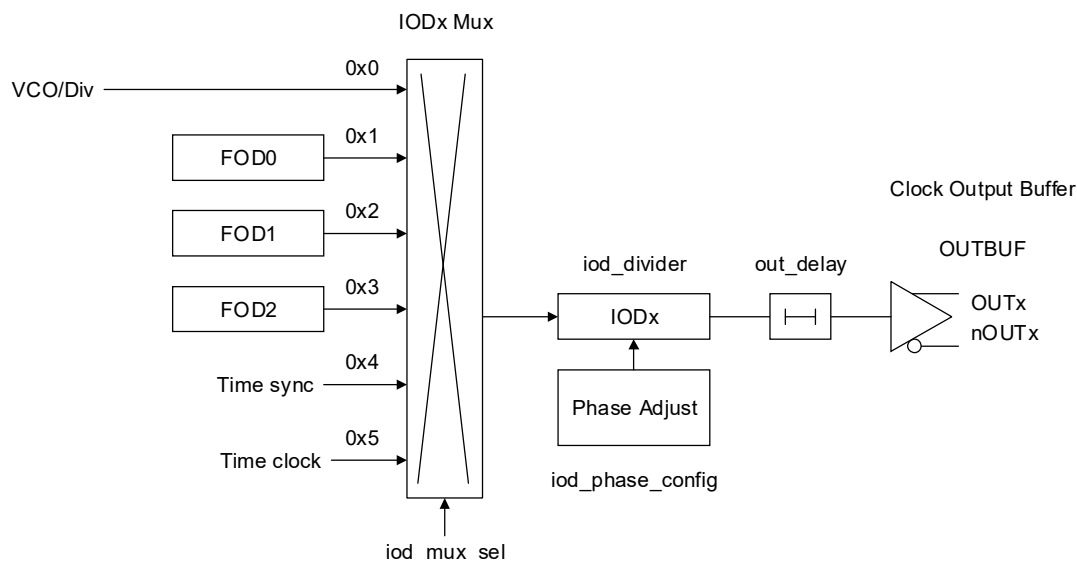 IODx Mux
VCO/Div
0x0
0x1
FOD0
0x2
FOD1
0x3
FOD2
0x4
Time sync
0x5
Time clock
iod_mux_sel
iod_divider
IODx
Phase Adjust
iod_phase_config
out_delay
Clock Output Buffer
OUTBUF
OUTx
nOUTx